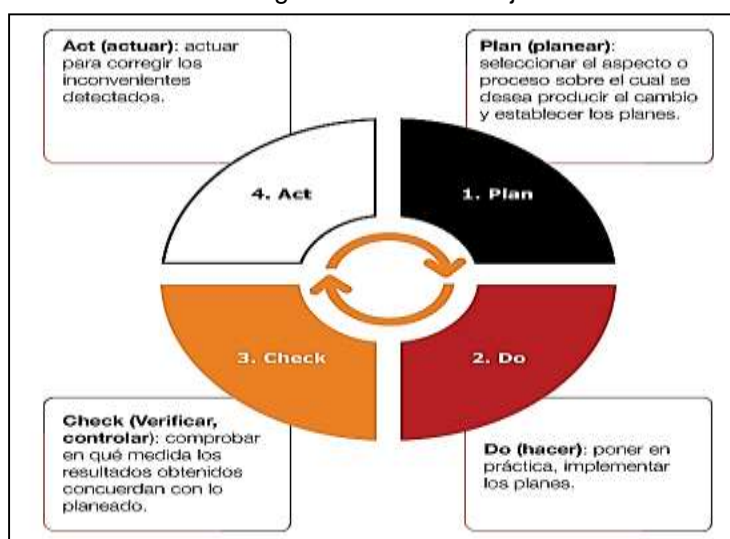 Act (actuar): actuar
para corregir los
inconvenientes
detectados.
Plan (planear):
seleccionar el aspecto o
proceso sobre el cual se
desea producir el cambio
y establecer los planes.
4. Act
1. Plan
3. Check
2. Do
Check (Verificar,
controlar): comprobar
en qué medida los
resultados obtenidos
concuerdan con lo
planeado.
Do (hacer): poner en
práctica, implementar
los planes.